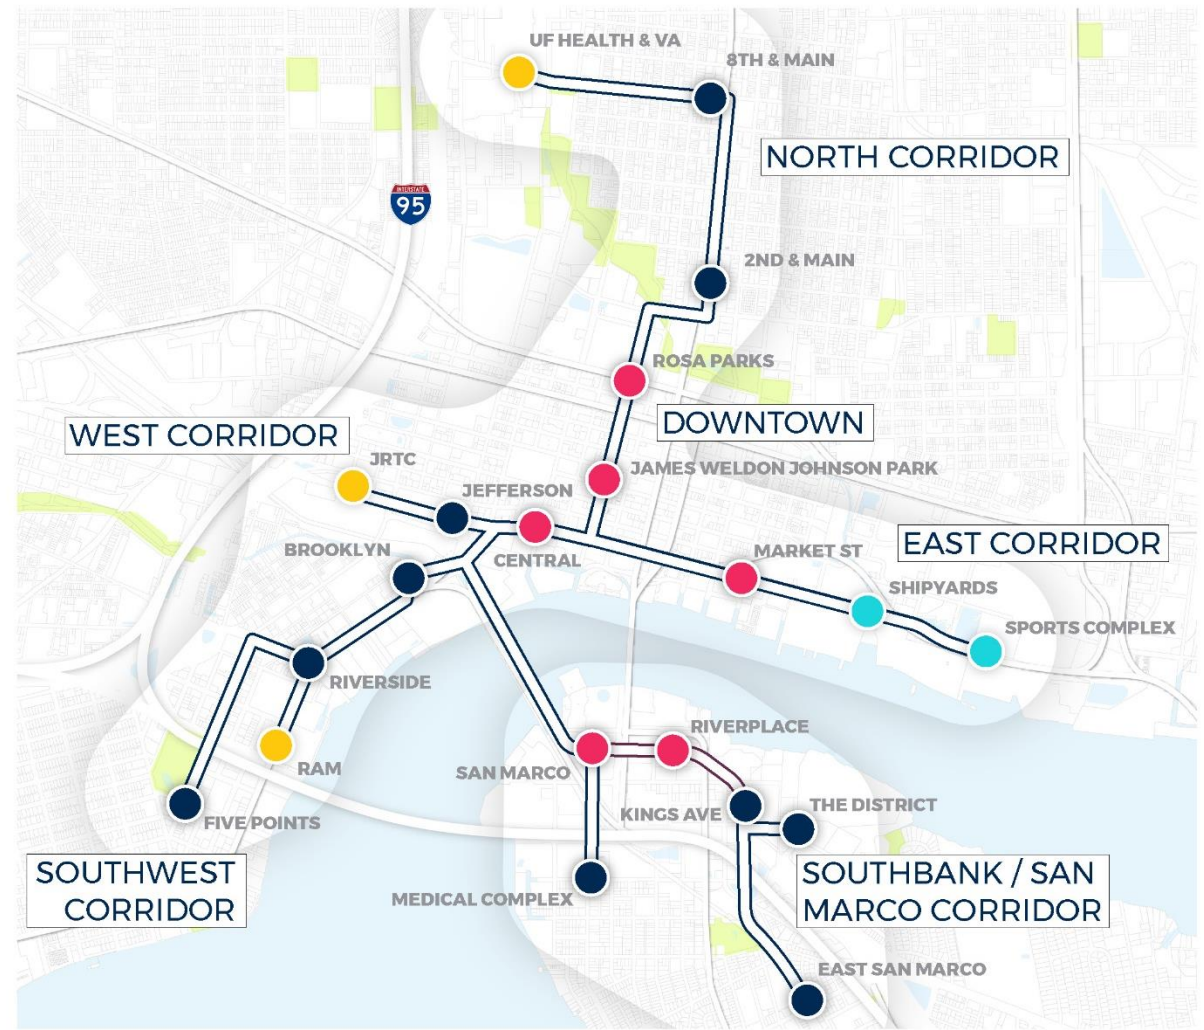 UF HEALTH & VA
8TH & MAIN
NORTH CORRIDOR
INTERSTATE
95
2ND & MAIN
ROSA PARKS
DOWNTOWN
WEST CORRIDOR
JRTC
JAMES WELDON JOHNSON PARK
JEFFERSON
EAST CORRIDOR
BROOKLYN
CENTRAL
MARKET ST
SHIPYARDS
SPORTS COMPLEX
RIVERSIDE
RIVERPLACE
RAM
SAN MARCO
KINGS AVE
THE DISTRICT
FIVE POINTS
SOUTHWEST
CORRIDOR
MEDICAL COMPLEX
SOUTHBANK / SAN
MARCO CORRIDOR
EAST SAN MARCO